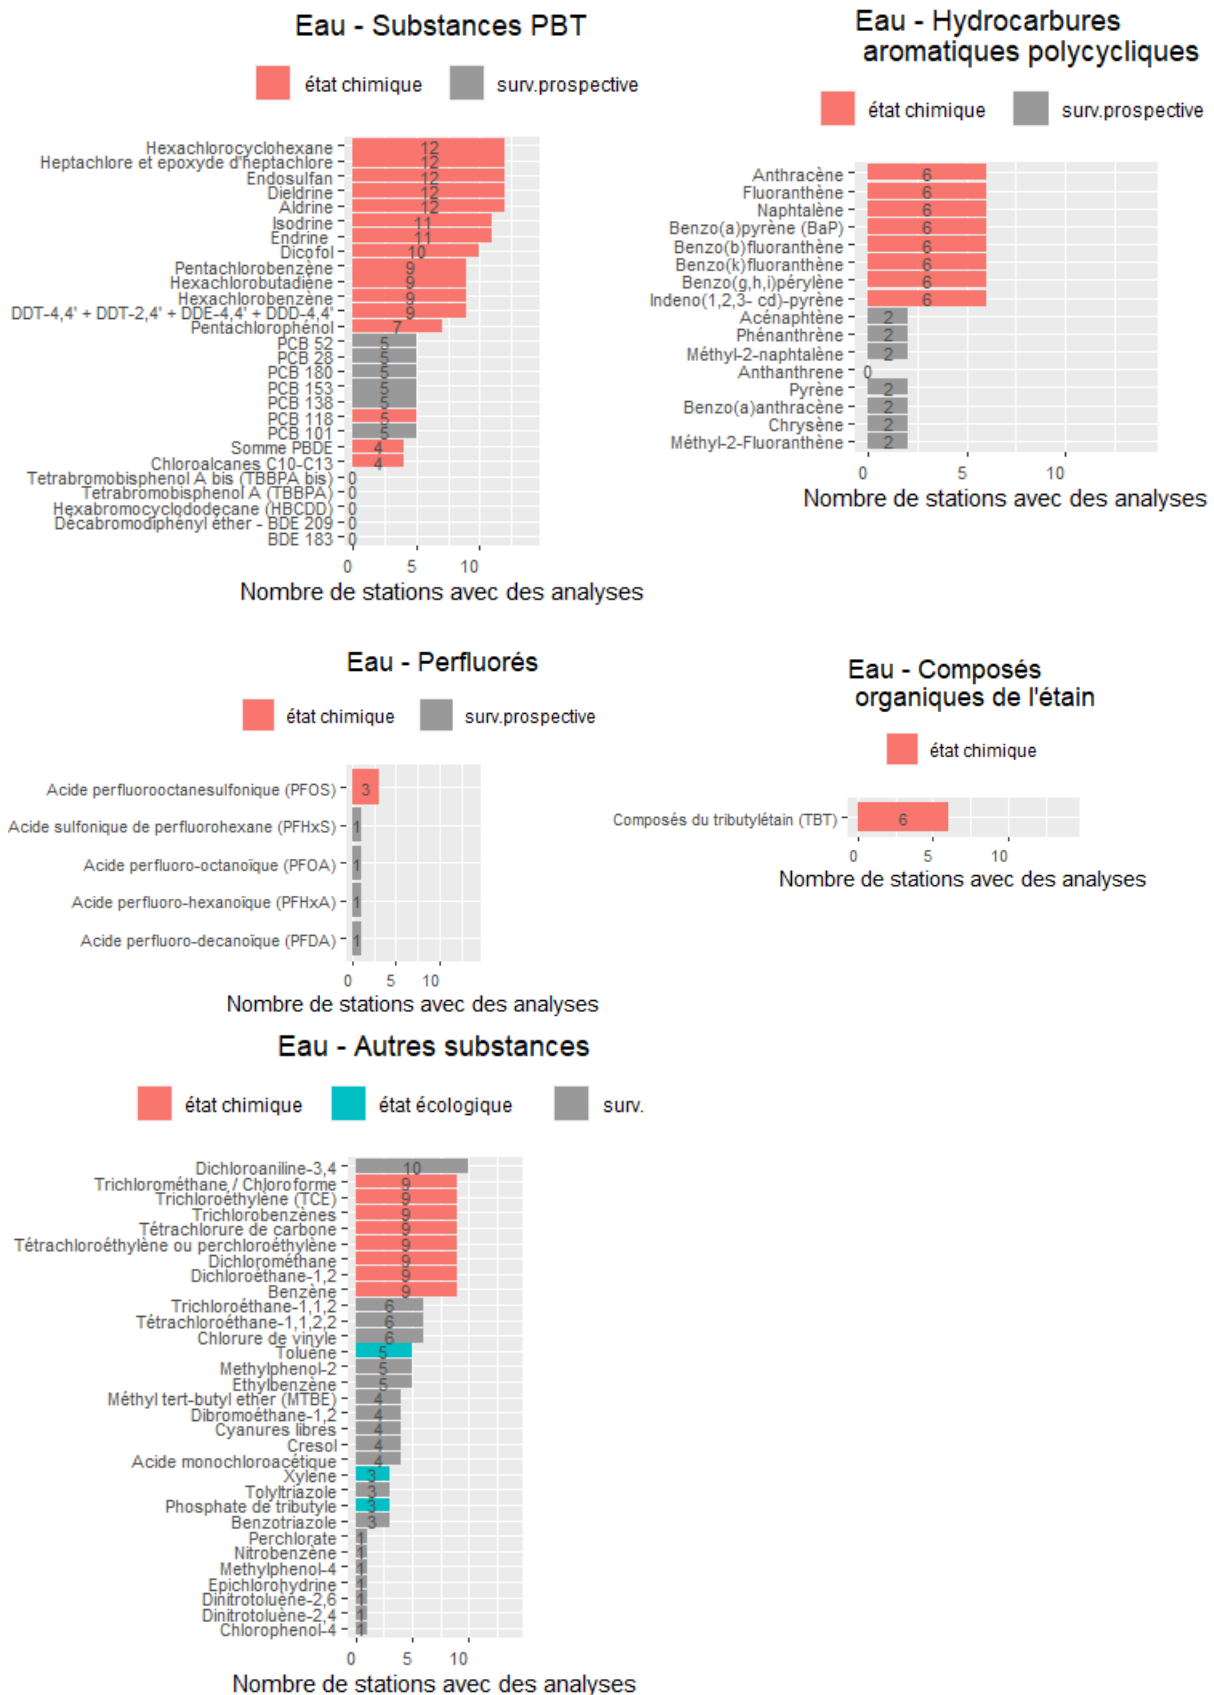 Eau - Substances PBT
état chimique
surv.prospective
Hexachlorocyclohexane
12
Heptachlore et epoxyde d'heptachlore
12
Endosulfan
12
Dieldrine
12
Aldrine
12
Isodrine
11
Endrine
11
Dicofol
10
Pentachlorobenzène
9
Hexachlorobutadiène
9
Hexachlorobenzène
9
DDT-4,4' + DDT-2,4' + DDE-4,4' + DDD-4,4'
9
Pentachlorophénol
7
PCB 52
5
PCB 28
5
PCB 180
5
PCB 153
5
PCB 138
5
PCB 118
5
PCB 101
5
Somme PBDE
4
Chloroalcanes C10-C13
4
Tetrabromobisphenol A bis (TBBPA bis)
0
Tetrabromobisphenol A (TBBPA)
0
Hexabromocyclododecane (HBCDD)
0
Décabromodiphényl éther - BDE 209
0
BDE 183
0
0 5 10
Nombre de stations avec des analyses
Eau - Hydrocarbures
aromatiques polycycliques
état chimique
surv.prospective
Anthracène
6
Fluoranthène
6
Naphtalène
6
Benzo(a)pyrène (BaP)
6
Benzo(b)fluoranthène
6
Benzo(k)fluoranthène
6
Benzo(g,h,i)pérylène
6
Indeno(1,2,3- cd)-pyrène
6
Acénaphtène
2
Phénanthrène
2
Méthyl-2-naphtalène
2
Anthanthrene
0
Pyrène
2
Benzo(a)anthracène
2
Chrysène
2
Méthyl-2-Fluoranthène
2
0 5 10
Nombre de stations avec des analyses
Eau - Perfluorés
état chimique
surv.prospective
Acide perfluorooctanesulfonique (PFOS)
3
Acide sulfonique de perfluorohexane (PFHxS)
1
Acide perfluoro-octanoïque (PFOA)
1
Acide perfluoro-hexanoïque (PFHxA)
1
Acide perfluoro-decanoïque (PFDA)
1
0 5 10
Nombre de stations avec des analyses
Eau - Composés
organiques de l'étain
état chimique
Composés du tributylétain (TBT)
6
0 5 10
Nombre de stations avec des analyses
Eau - Autres substances
état chimique
état écologique
surv.
Dichloroaniline-3,4
10
Trichlorométhane / Chloroforme
9
Trichloroéthylène (TCE)
9
Trichlorobenzènes
9
Tétrachlorure de carbone
9
Tétrachloroéthylène ou perchloroéthylène
9
Dichlorométhane
9
Dichloroéthane-1,2
9
Benzène
9
Trichloroéthane-1,1,2
6
Tétrachloroéthane-1,1,2,2
6
Chlorure de vinyle
6
Toluène
5
Methylphenol-2
5
Ethylbenzène
5
Méthyl tert-butyl ether (MTBE)
4
Dibromoéthane-1,2
4
Cyanures libres
4
Cresol
4
Acide monochloroacétique
4
Xylene
3
Tolyltriazole
3
Phosphate de tributyle
3
Benzotriazole
3
Perchlorate
1
Nitrobenzène
1
Methylphenol-4
1
Epichlorohydrine
1
Dinitrotoluène-2,6
1
Dinitrotoluène-2,4
1
Chlorophenol-4
1
0 5 10
Nombre de stations avec des analyses